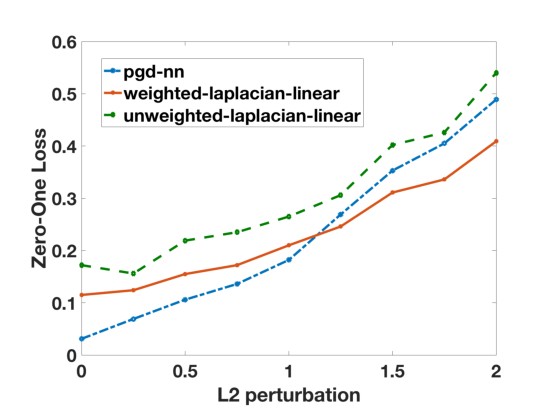 0.6
0.5
0.4
0.3
0.2
0.1
0
Zero-One Loss
pgd-nn
weighted-laplacian-linear
unweighted-laplacian-linear
0 0.5 1 1.5 2
L2 perturbation